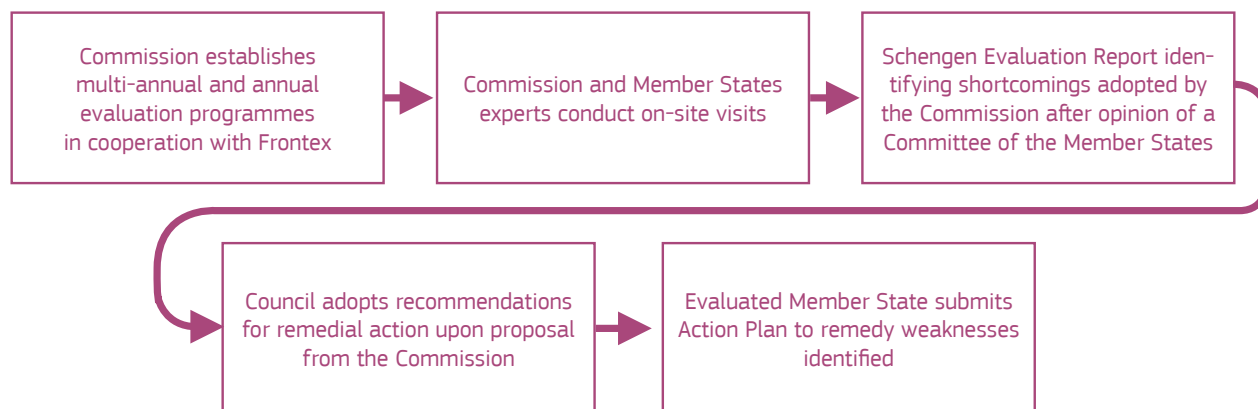 Commission establishes
multi-annual and annual
evaluation programmes
in cooperation with Frontex
Commission and Member States
experts conduct on-site visits
Schengen Evaluation Report iden-
tifying shortcomings adopted by
the Commission after opinion of a
Committee of the Member States
Council adopts recommendations
for remedial action upon proposal
from the Commission
Evaluated Member State submits
Action Plan to remedy weaknesses
identified